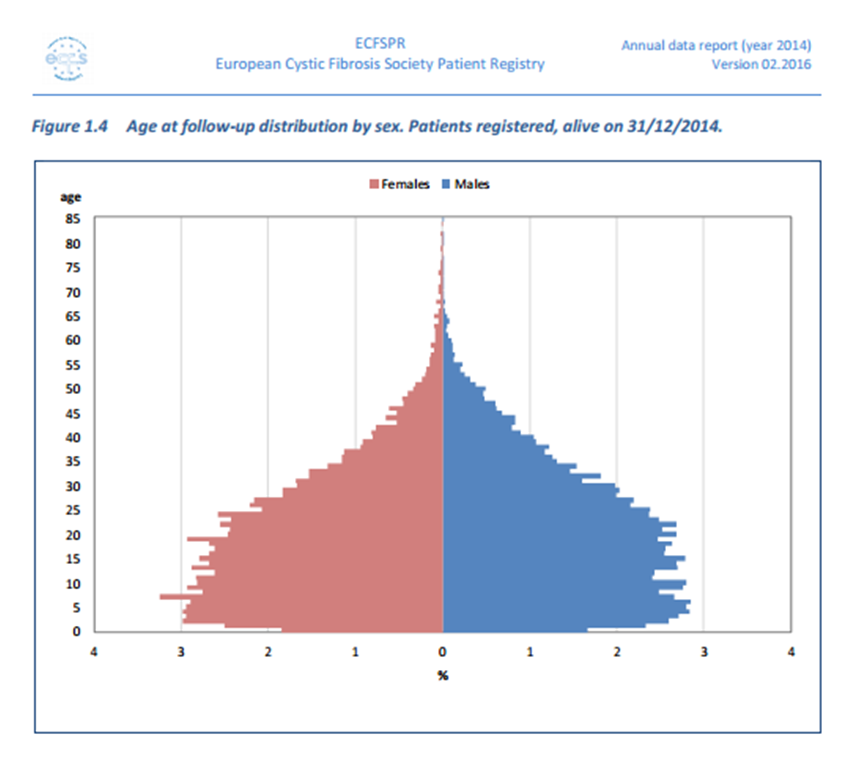 ecfs
ECFSPR
European Cystic Fibrosis Society Patient Registry
Annual data report (year 2014)
Version 02.2016
Figure 1.4 Age at follow-up distribution by sex. Patients registered, alive on 31/12/2014.
Females Males
age
85
80
75
70
65
60
55
50
45
40
35
30
25
20
15
10
5
0
4 3 2 1 0 1 2 3 4
%